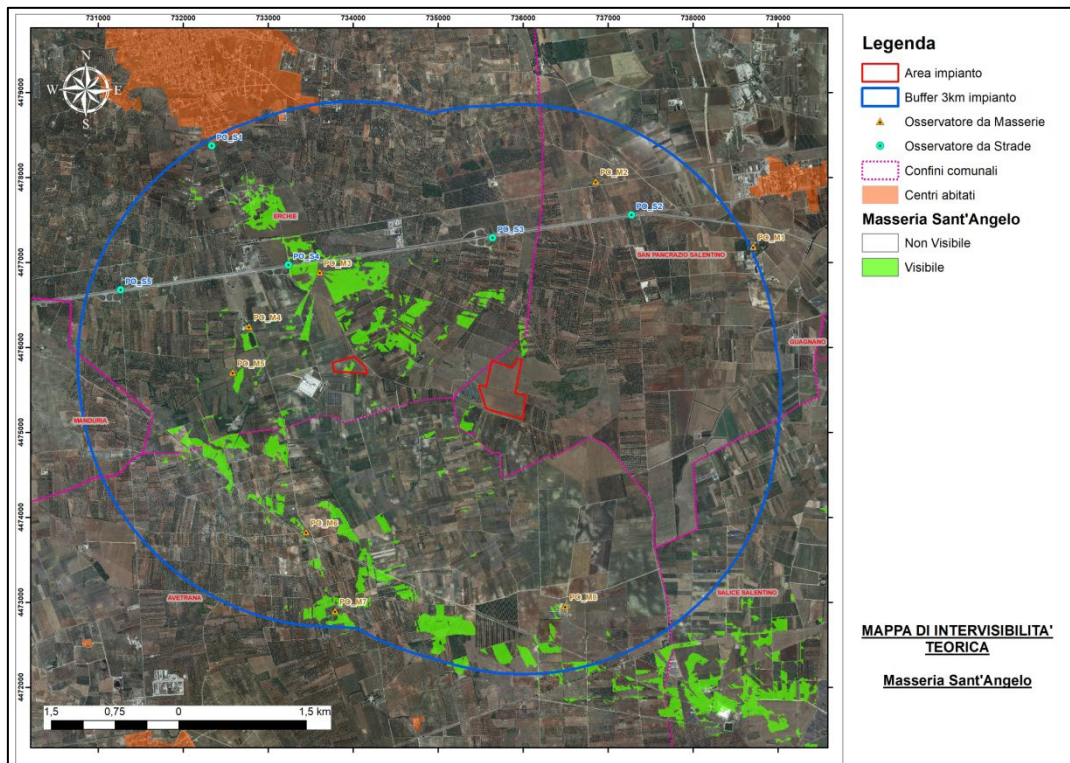 731000 732000 733000 734000 735000 736000 737000 738000 739000
4479000
4478000
4477000
4476000
4475000
4474000
4473000
4472000
N
W E
S
PO_S1
PO_M2
PO_S2
ERCHIE
PO_S3
PO_M1
SAN PANCRAZIO SALENTINO
PO_S4
PO_M3
PO_S5
PO_M4
GUAGNANO
PO_M5
MANDURIA
PO_M6
AVETRANA
PO_M7
PO_M8
SALICE SALENTINO
1,5 0,75 0 1,5 km
Legenda
Area impianto
Buffer 3km impianto
Osservatore da Masserie
Osservatore da Strade
Confini comunali
Centri abitati
Masseria Sant'Angelo
Non Visibile
Visibile
MAPPA DI INTERVISIBILITA'
TEORICA
Masseria Sant'Angelo